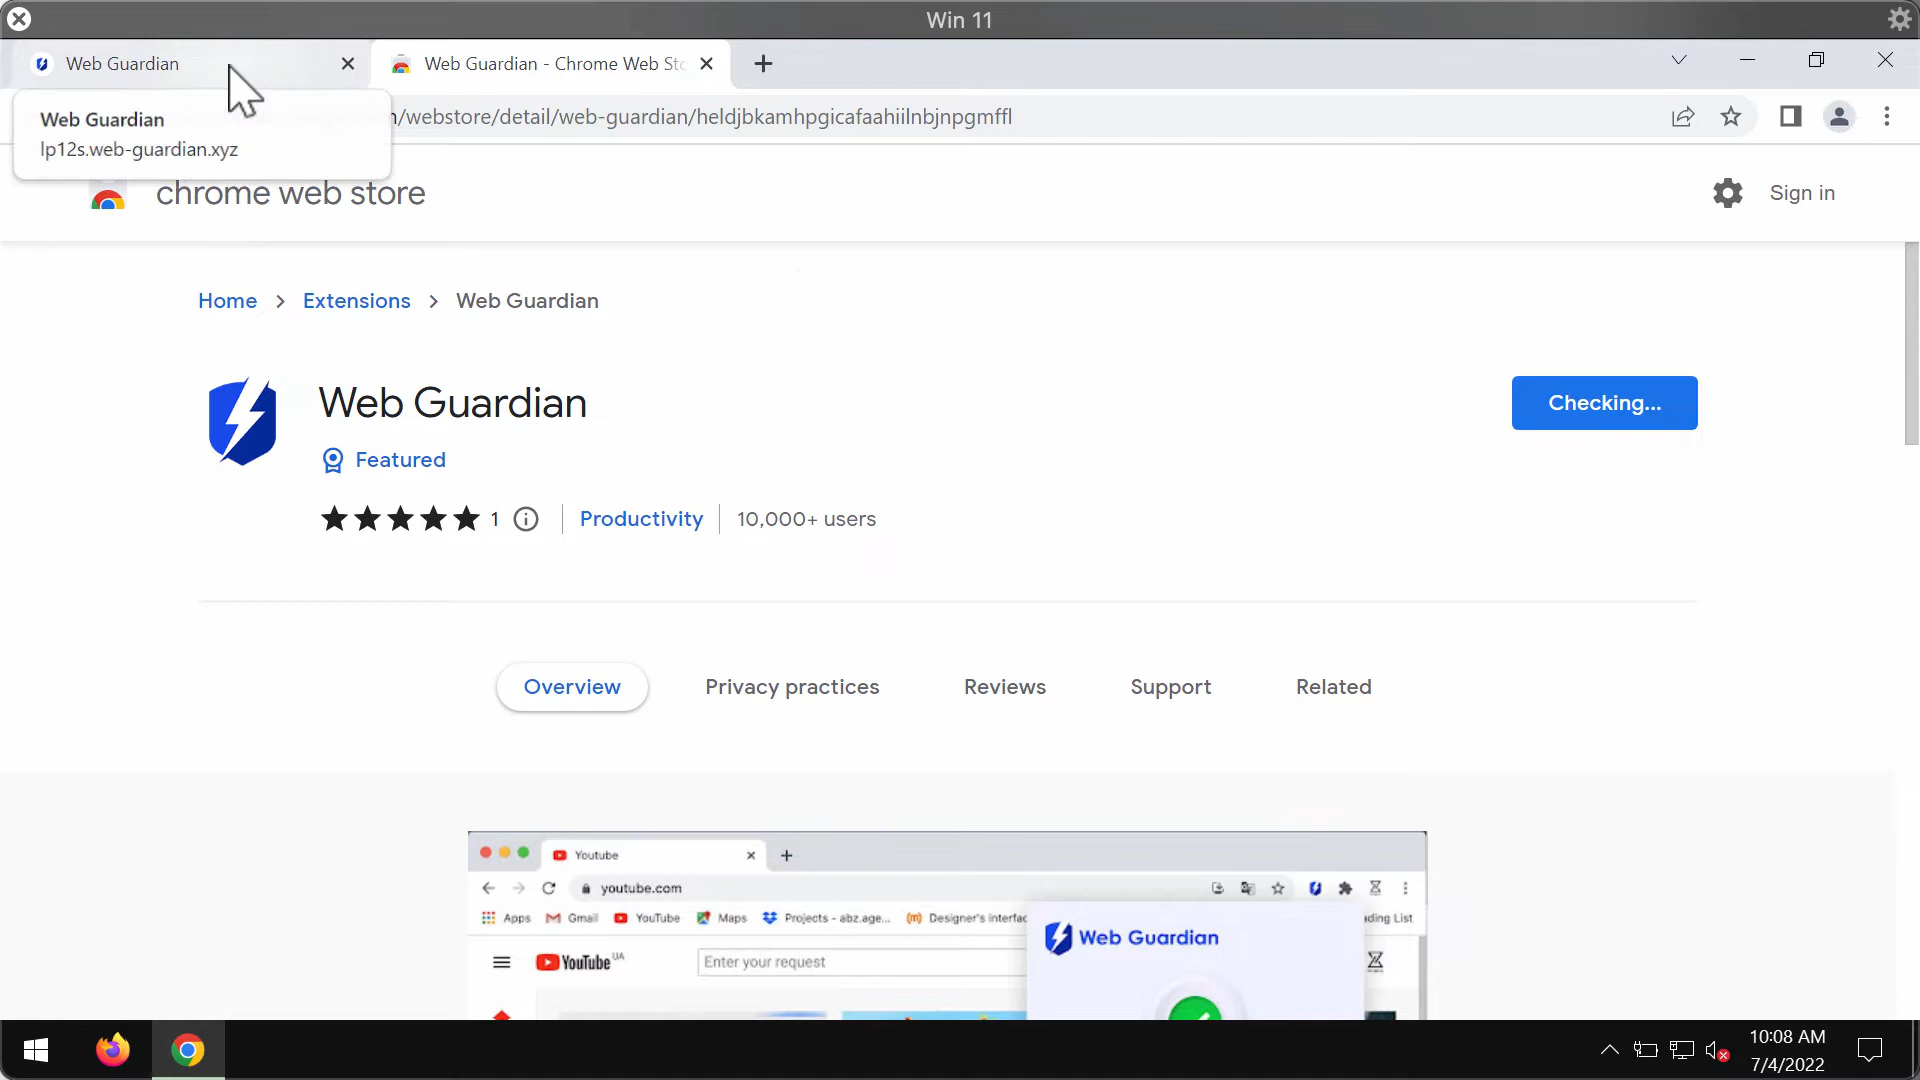 Win 11
Web Guardian
Web Guardian - Chrome Web Stc
Web Guardian
lp12s.web-guardian.xyz
/webstore/detail/web-guardian/heldjbkamhpgicafaahiilnbjnpgmffl
chrome web store
Sign in
Home > Extensions > Web Guardian
Web Guardian
Checking...
Featured
1
Productivity
10,000+ users
Overview
Privacy practices
Reviews
Support
Related
Youtube
youtube.com
Apps
Gmail
YouTube
Maps
Projects - abz.age...
Designer's interfac
ding List
Web Guardian
YouTube UA
Enter your request
10:08 AM
7/4/2022